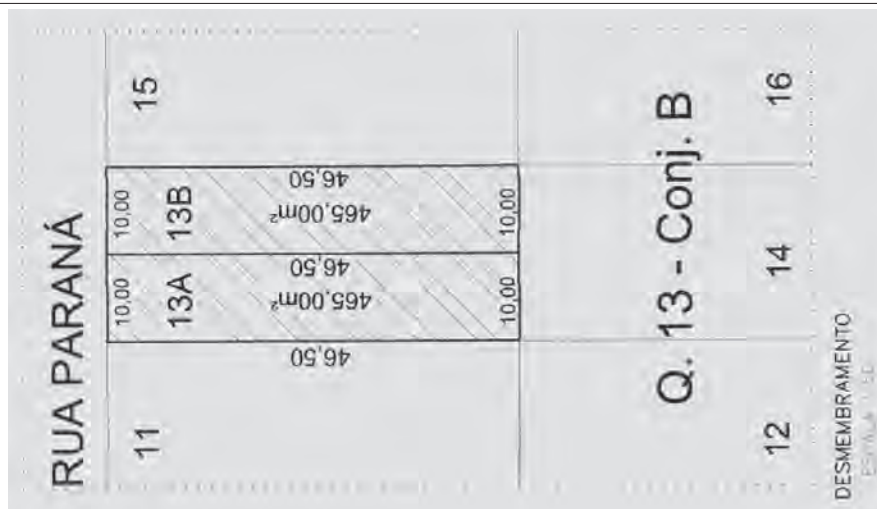 RUA PARANÁ
11
13A
13B
15
10,00
10,00
46,50
465,00m²
46,50
465,00m²
46,50
10,00
10,00
Q. 13 - Conj. B
12
14
16
DESMEMBRAMENTO